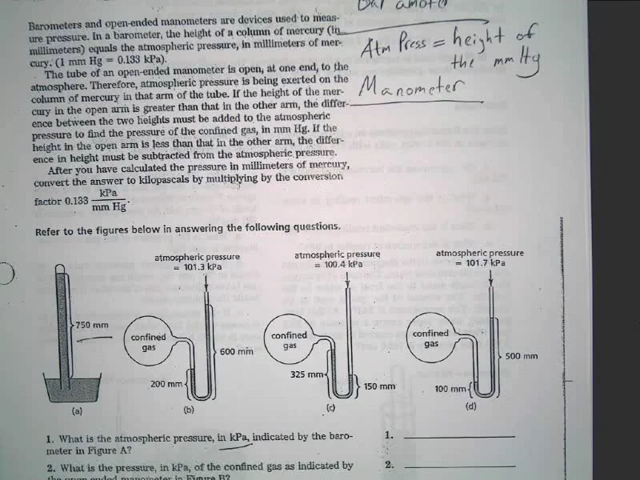 Barometers and open-ended manometers are devices used to meas-
ure pressure. In a barometer, the height of a column of mercury (in
millimeters) equals the atmospheric pressure, in millimeters of mer-
cury. (1 mm Hg = 0.133 kPa).
The tube of an open-ended manometer is open, at one end, to the
atmosphere. Therefore, atmospheric pressure is being exerted on the
column of mercury in that arm of the tube. If the height of the mer-
cury in the open arm is greater than that in the other arm, the differ-
ence between the two heights must be added to the atmospheric
pressure to find the pressure of the confined gas, in mm Hg. If the
height in the open arm is less than that in the other arm, the differ-
ence in height must be subtracted from the atmospheric pressure.
After you have calculated the pressure in millimeters of mercury,
convert the answer to kilopascals by multiplying by the conversion
factor 0.133 kPa
mm Hg.
Atm Press = height of
the mm Hg
Manometer
Refer to the figures below in answering the following questions.
atmospheric pressure
= 101.3 kPa
atmospheric pressure
= 100.4 kPa
atmospheric pressure
= 101.7 kPa
750 mm
confined
gas
600 mm
200 mm
confined
gas
325 mm
150 mm
confined
gas
500 mm
100 mm
(a)
(b)
(c)
(d)
1. What is the atmospheric pressure, in kPa, indicated by the baro-
meter in Figure A?
1.
2. What is the pressure, in kPa, of the confined gas as indicated by
2.
the open ended manometer in Figure B?